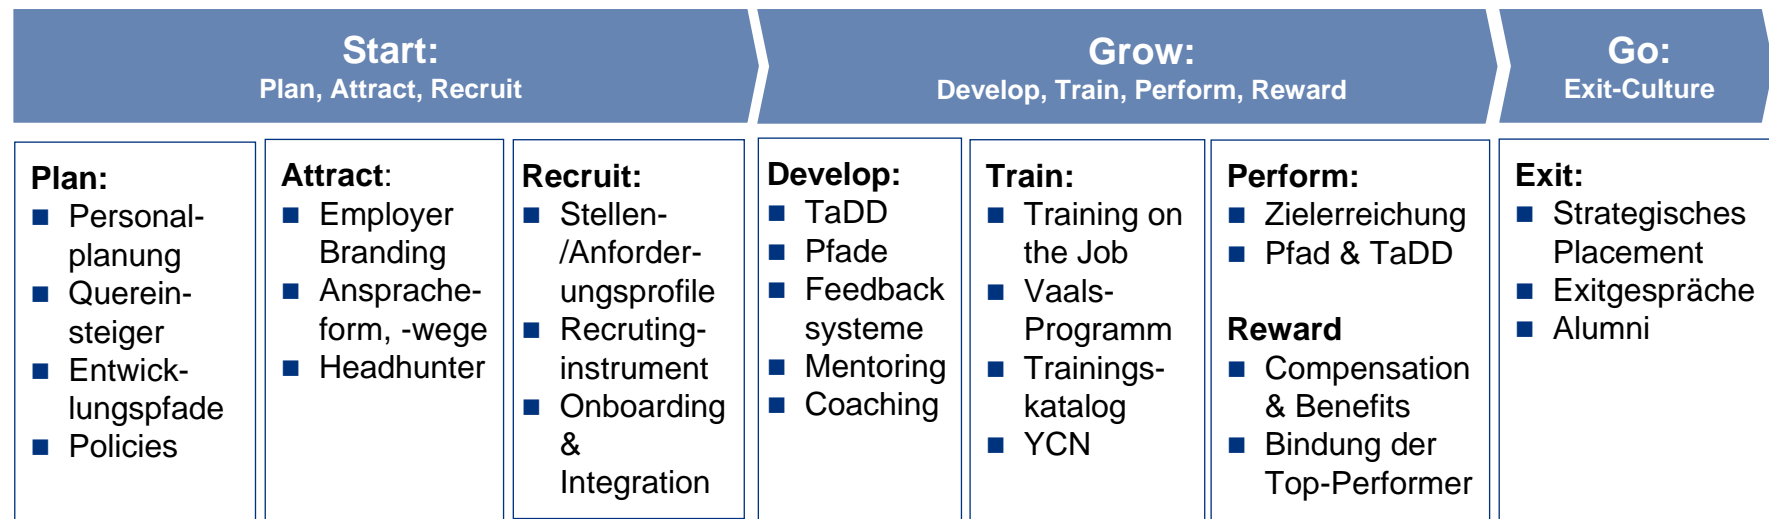 Start:
Plan, Attract, Recruit
Grow:
Develop, Train, Perform, Reward
Go:
Exit-Culture
Plan:
Personal-
planung
Querein-
steiger
Entwick-
lungspfade
Policies
Attract:
Employer
Branding
Ansprache-
form, -wege
Headhunter
Recruit:
Stellen-
/Anforder-
ungsprofile
Recruting-
instrument
Onboarding
&
Integration
Develop:
TaDD
Pfade
Feedback
systeme
Mentoring
Coaching
Train:
Training on
the Job
Vaals-
Programm
Trainings-
katalog
YCN
Perform:
Zielerreichung
Pfad & TaDD
Reward
Compensation
& Benefits
Bindung der
Top-Performer
Exit:
Strategisches
Placement
Exitgespräche
Alumni